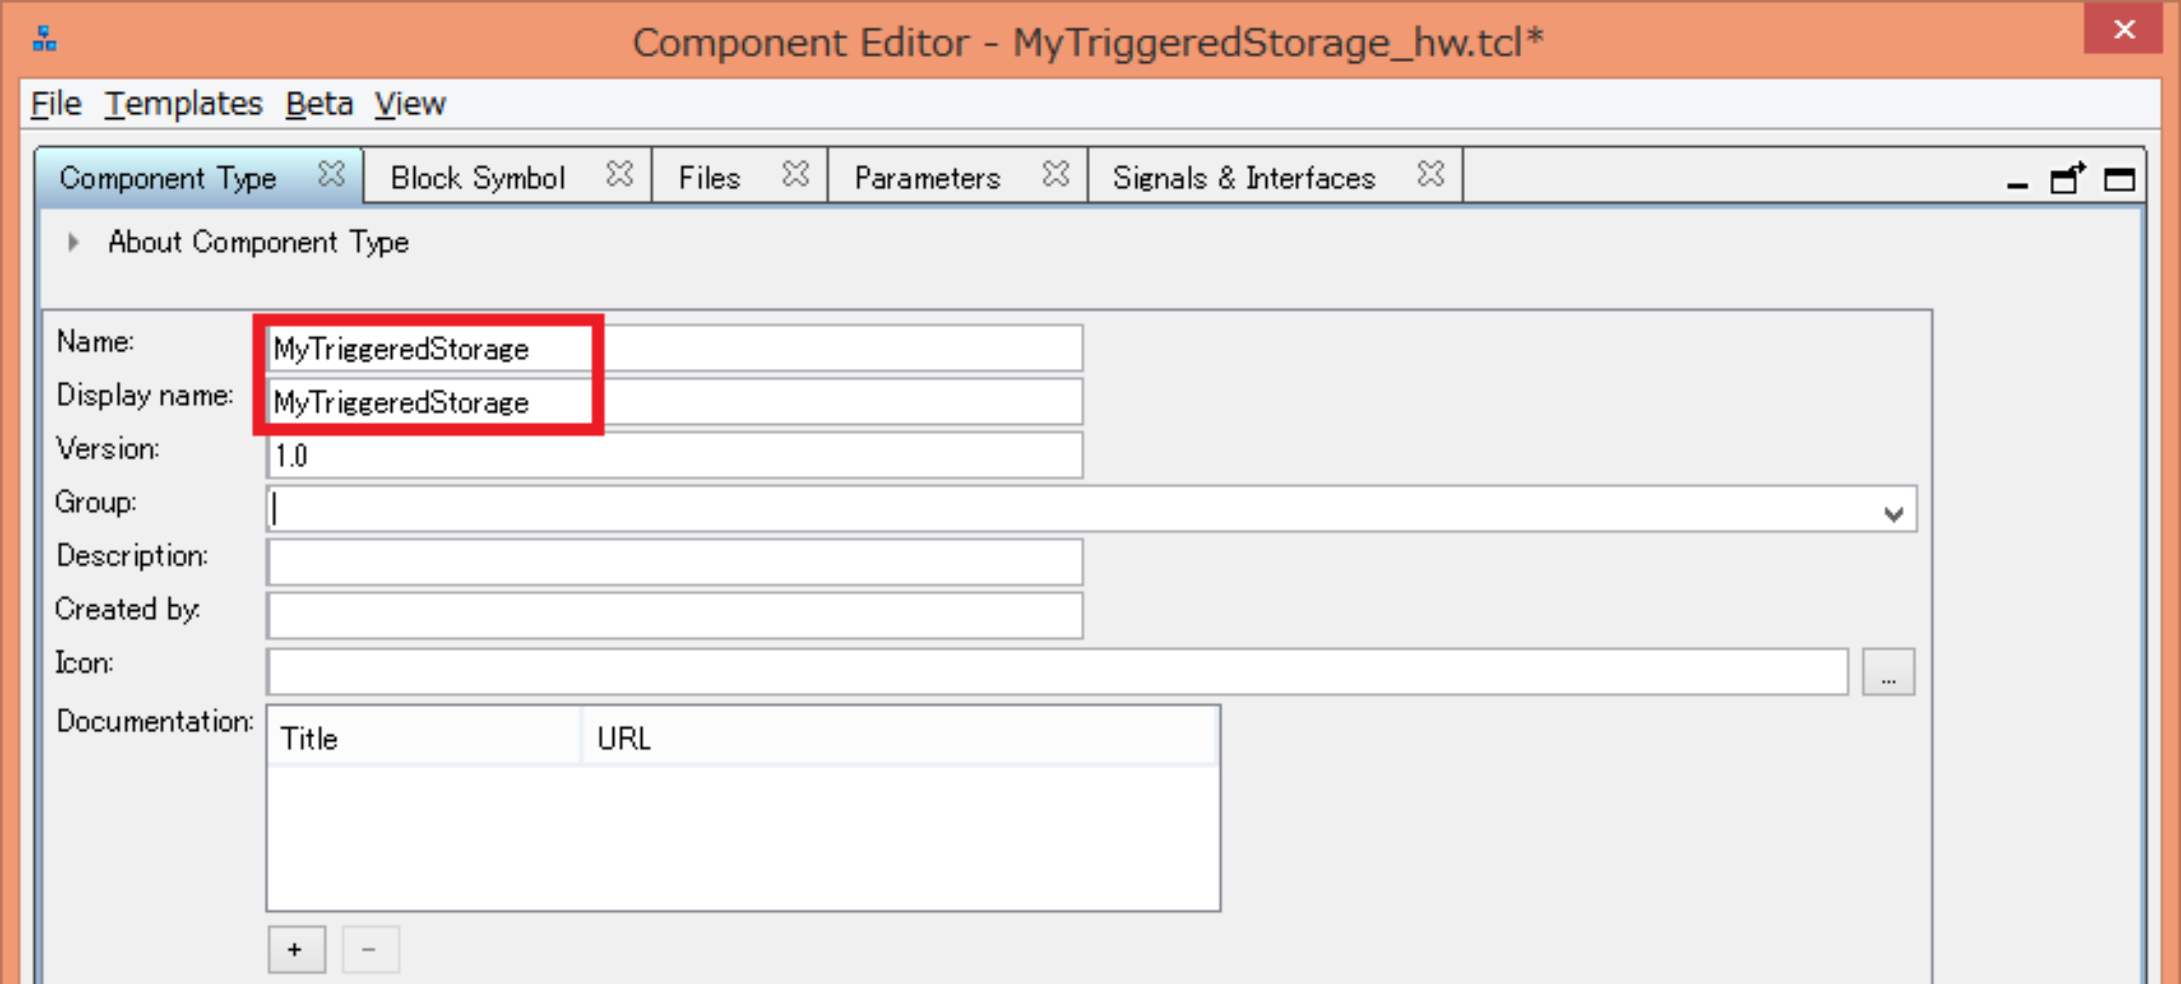 Component Editor - MyTriggeredStorage_hw.tcl*
File Templates Beta View
Component Type Block Symbol Files Parameters Signals & Interfaces
About Component Type
Name: MyTriggeredStorage
Display name: MyTriggeredStorage
Version: 1.0
Group:
Description:
Created by:
Icon: ...
Documentation: Title URL
+ -